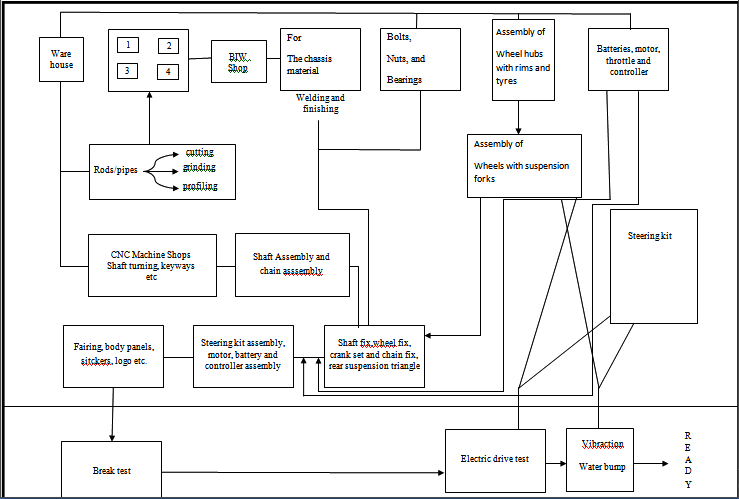 Ware
house
1
2
3
4
BIW
Shop
For
The chassis
material
Bolts,
Nuts, and
Bearings
Assembly of
Wheel hubs
with rims and
tyres
Batteries, motor,
throttle and
controller
Welding and
finishing
Rods/pipes
cutting
grinding
profiling
Assembly of
Wheels with suspension
forks
Steering kit
CNC Machine Shops
Shaft turning, keyways
etc
Shaft Assembly and
chain asssembly
Fairing, body panels,
sitckers, logo etc.
Steering kit assembly,
motor, battery and
controller assembly
Shaft fix,wheel fix,
crank set and chain fix,
rear suspension triangle
Break test
Electric drive test
Vibraction
Water bump
R
E
A
D
Y